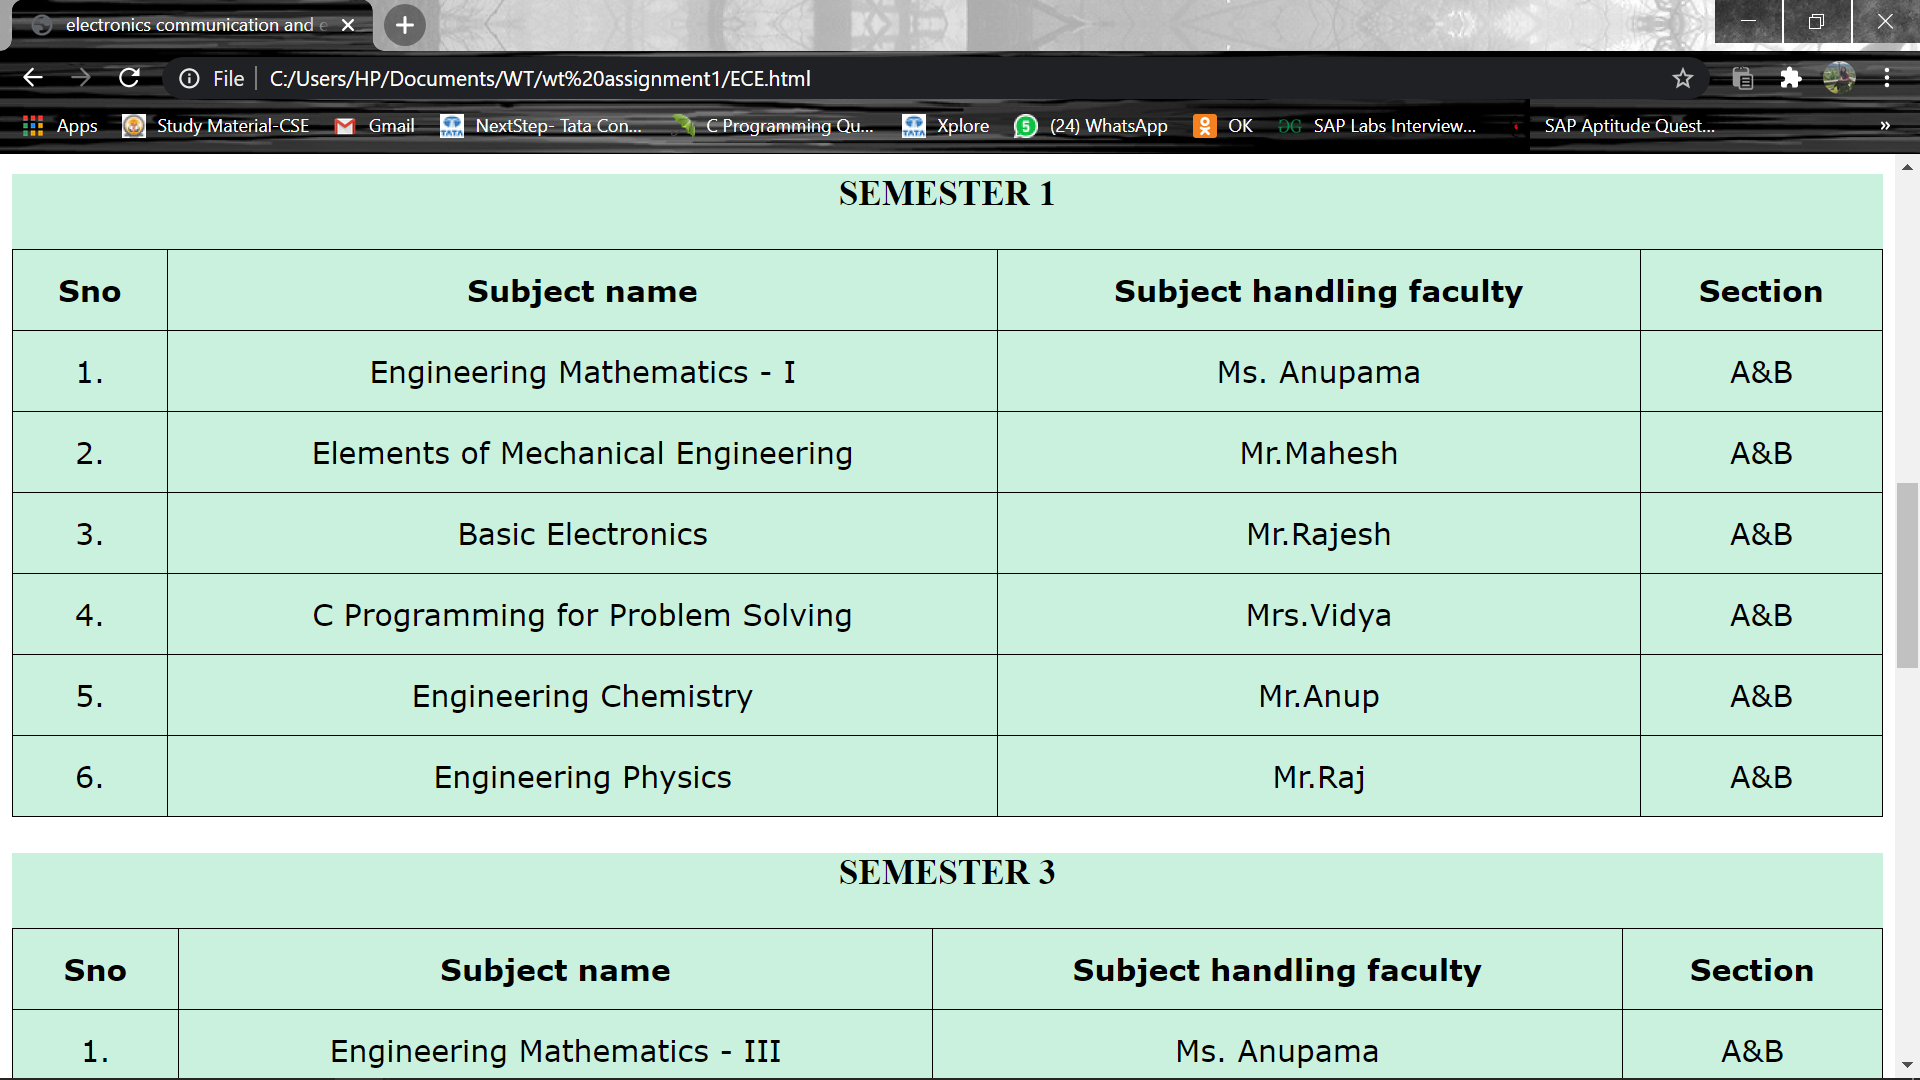 electronics communication and e
File C:/Users/HP/Documents/WT/wt%20assignment1/ECE.html
Apps Study Material-CSE Gmail NextStep- Tata Con... C Programming Qu... Xplore (24) WhatsApp OK SAP Labs Interview... SAP Aptitude Quest... »
SEMESTER 1
Sno Subject name Subject handling faculty Section
1. Engineering Mathematics - I Ms. Anupama A&B
2. Elements of Mechanical Engineering Mr.Mahesh A&B
3. Basic Electronics Mr.Rajesh A&B
4. C Programming for Problem Solving Mrs.Vidya A&B
5. Engineering Chemistry Mr.Anup A&B
6. Engineering Physics Mr.Raj A&B
SEMESTER 3
Sno Subject name Subject handling faculty Section
1. Engineering Mathematics - III Ms. Anupama A&B